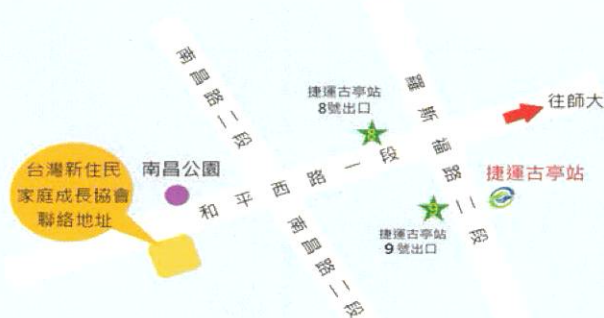 南昌路二段
捷運古亭站
8號出口
8
羅斯福路二段
往師大
台灣新住民
家庭成長協會
聯絡地址
南昌公園
和平西路一段
捷運古亭站
9
捷運古亭站
9號出口
南昌路二段